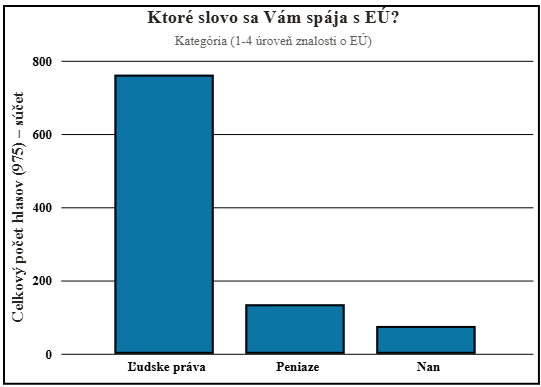 Ktoré slovo sa Vám spája s EÚ?
Kategória (1-4 úroveň znalosti o EÚ)
Celkový počet hlasov (975) – súčet
800
600
400
200
0
Ľudske práva
Peniaze
Nan